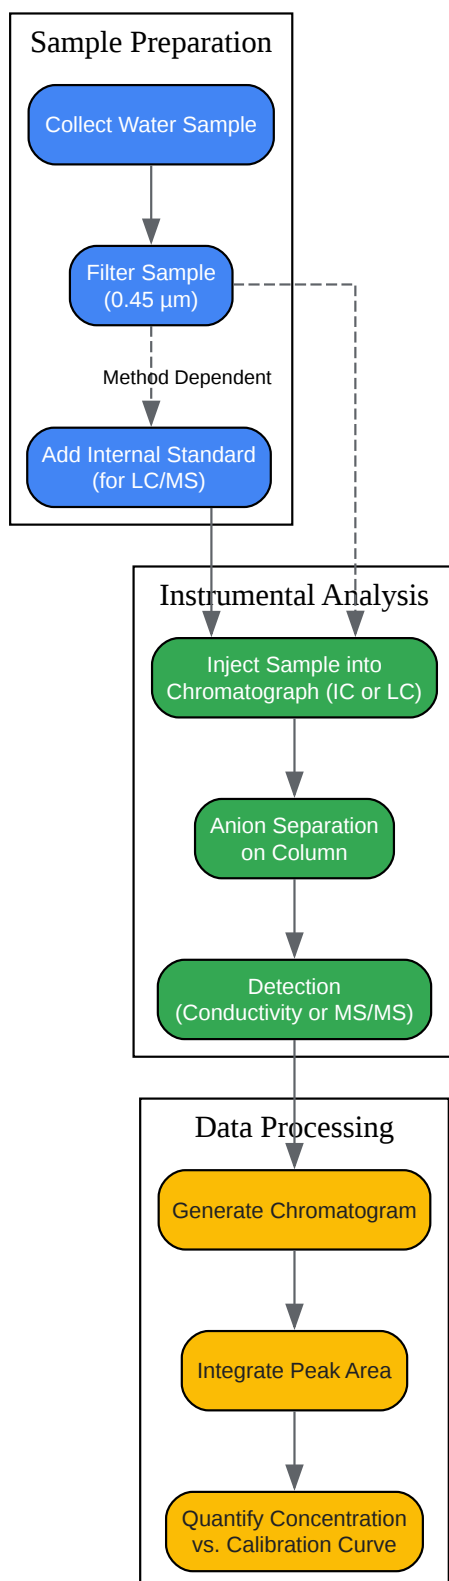 Sample Preparation
Collect Water Sample
Filter Sample
(0.45 µm)
Method Dependent
Add Internal Standard
(for LC/MS)
Instrumental Analysis
Inject Sample into
Chromatograph (IC or LC)
Anion Separation
on Column
Detection
(Conductivity or MS/MS)
Data Processing
Generate Chromatogram
Integrate Peak Area
Quantify Concentration
vs. Calibration Curve